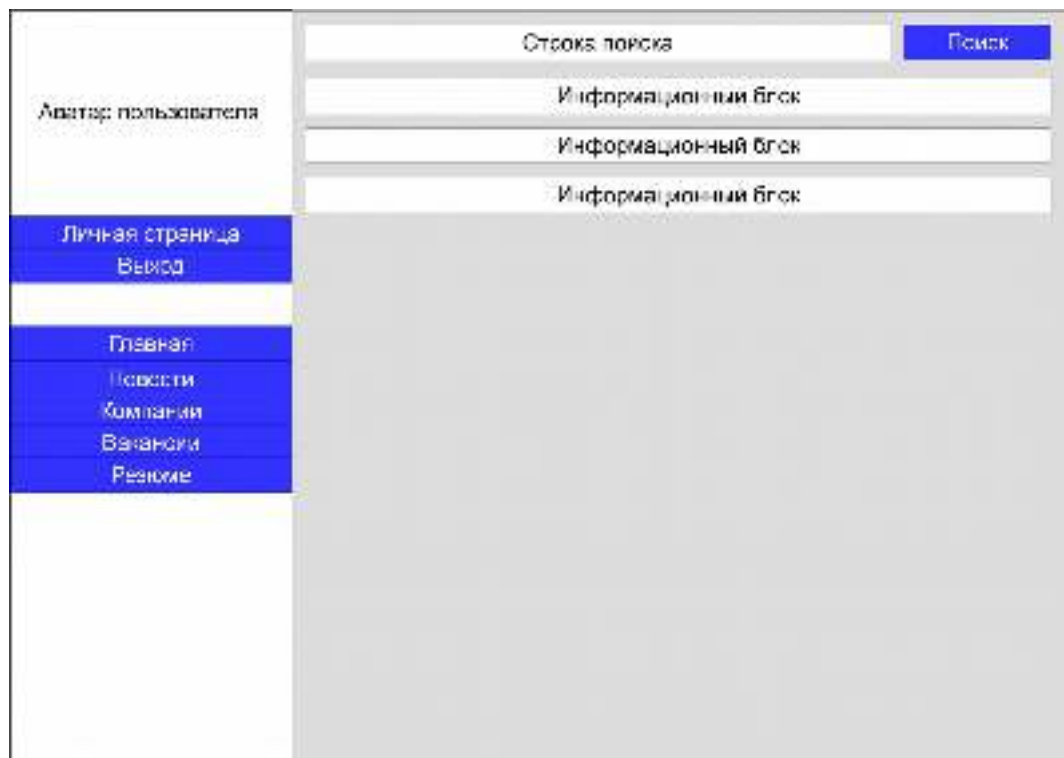 Строка поиска
Поиск
Информационный блок
Информационный блок
Информационный блок
Аватар пользователя
Личная страница
Выход
Главная
Новости
Компании
Вакансии
Резюме